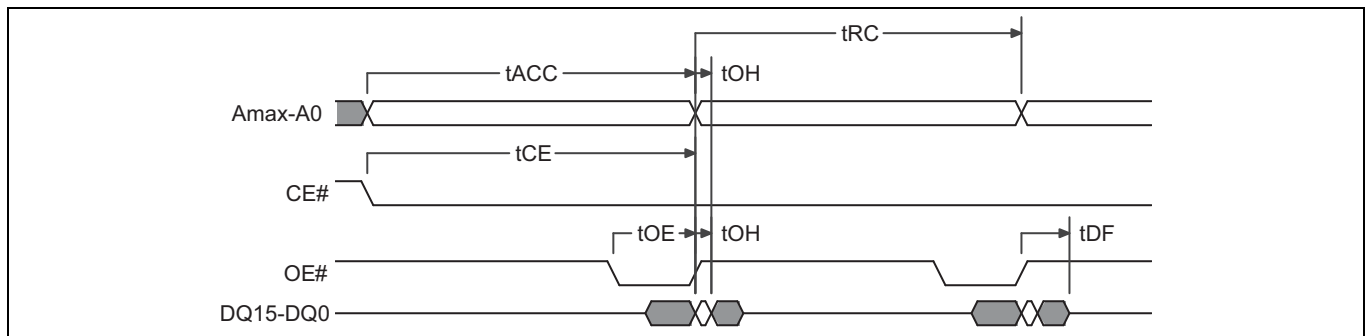 tRC
tACC tOH
Amax-A0
tCE
CE#
tOE tOH tDF
OE#
DQ15-DQ0